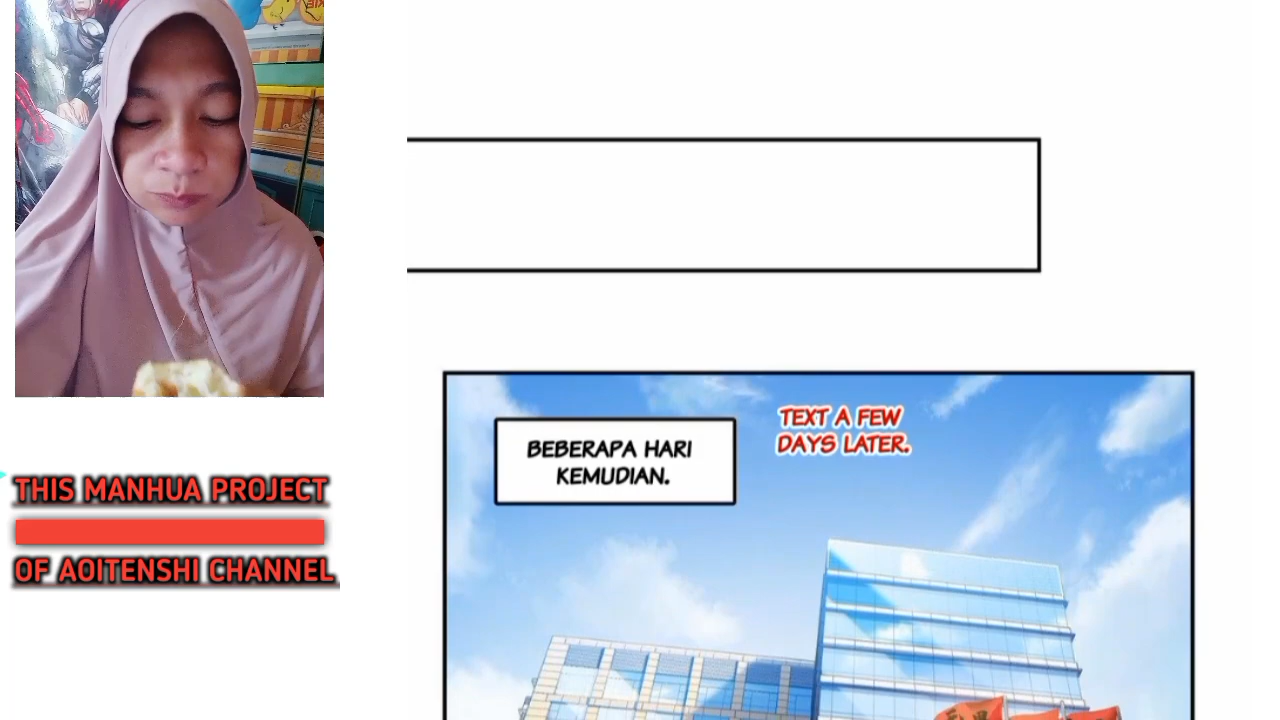 THIS MANHUA PROJECT
OF AOITENSHI CHANNEL
BEBERAPA HARI
KEMUDIAN.
TEXT A FEW
DAYS LATER.